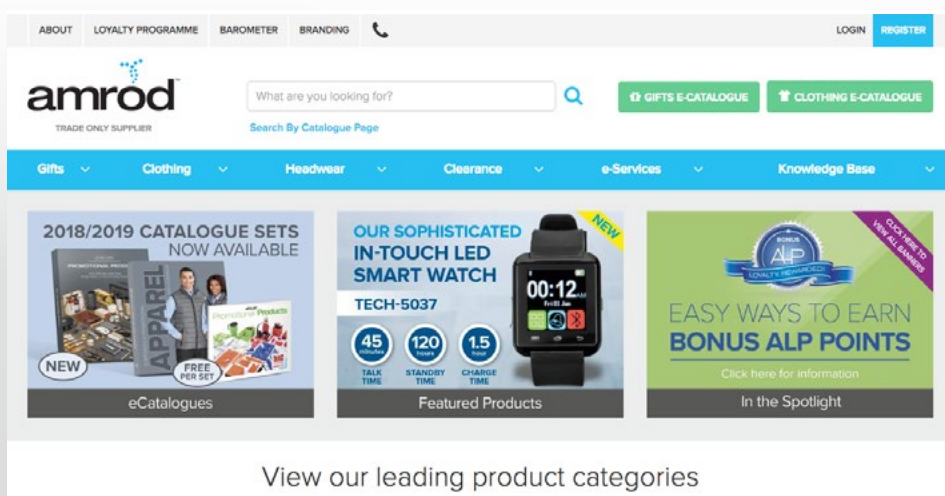 ABOUT LOYALTY PROGRAMME BAROMETER BRANDING LOGIN REGISTER
amrod
TRADE ONLY SUPPLIER
What are you looking for?
Search By Catalogue Page
GIFTS E-CATALOGUE
CLOTHING E-CATALOGUE
Gifts Clothing Headwear Clearance e-Services Knowledge Base
2018/2019 CATALOGUE SETS
NOW AVAILABLE
APPAREL
Promotional Products
NEW
FREE
PER SET
eCatalogues
OUR SOPHISTICATED
IN-TOUCH LED
SMART WATCH
TECH-5037
NEW
00:12
45
minutes
TALK
TIME
120
hours
STANDBY
TIME
1.5
hour
CHARGE
TIME
Featured Products
CLICK HERE TO
VIEW ALL BANNERS
BONUS
ALP
LOYALTY REWARDED!
EASY WAYS TO EARN
BONUS ALP POINTS
Click here for information
In the Spotlight
View our leading product categories